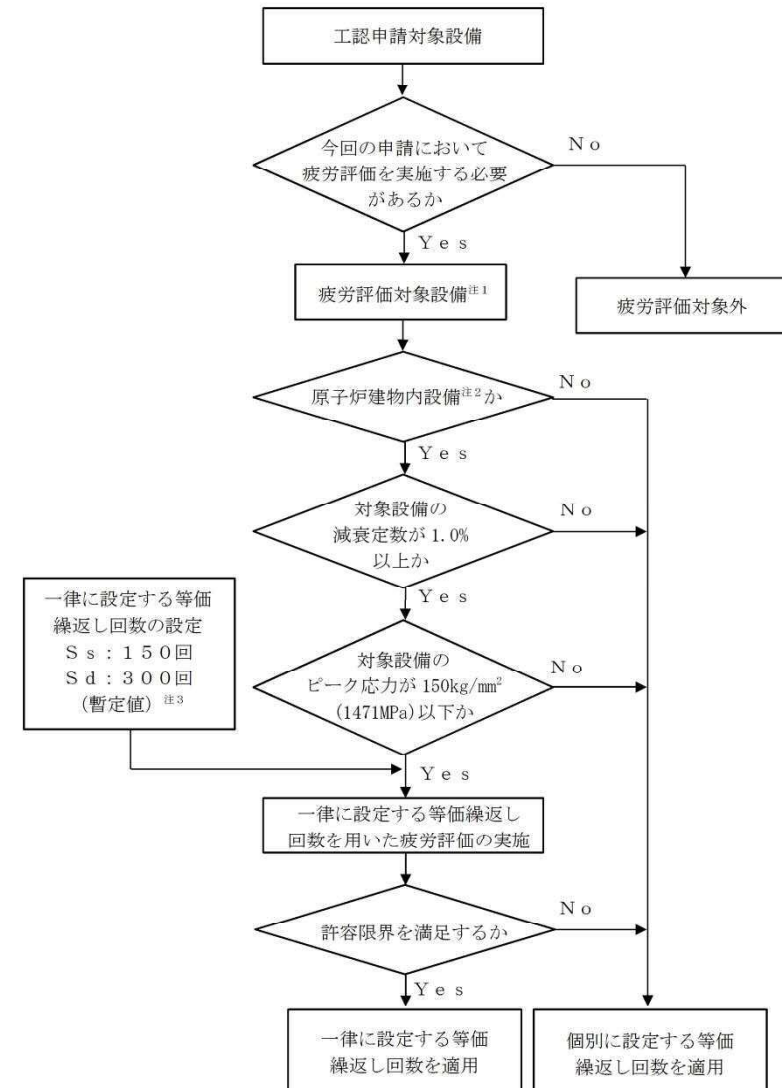 工認申請対象設備
今回の申請において
疲労評価を実施する必要
があるか
No
Yes
疲労評価対象設備注1
疲労評価対象外
原子炉建物内設備注2か
No
Yes
対象設備の
減衰定数が1.0%
以上か
No
Yes
一律に設定する等価
繰返し回数の設定
Ss:150回
Sd:300回
(暫定値)注3
対象設備の
ピーク応力が150kg/mm²
(1471MPa)以下か
No
Yes
一律に設定する等価繰返し
回数を用いた疲労評価の実施
許容限界を満足するか
No
Yes
一律に設定する等価
繰返し回数を適用
個別に設定する等価
繰返し回数を適用